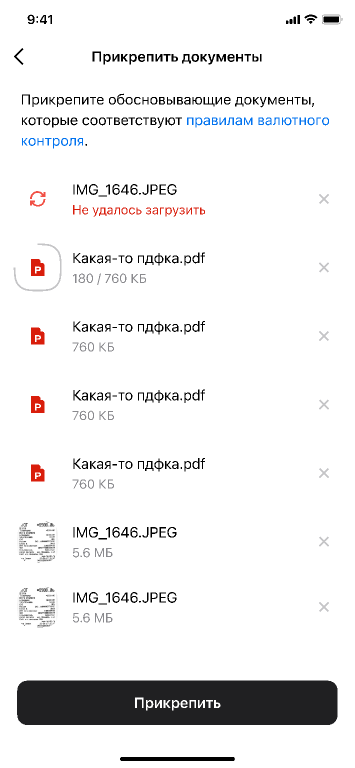 9:41
Прикрепить документы
Прикрепите обосновывающие документы,
которые соответствуют правилам валютного
контроля.
IMG_1646.JPEG
Не удалось загрузить
Какая-то пдфка.pdf
180 / 760 КБ
Какая-то пдфка.pdf
760 КБ
Какая-то пдфка.pdf
760 КБ
Какая-то пдфка.pdf
760 КБ
IMG_1646.JPEG
5.6 МБ
IMG_1646.JPEG
5.6 МБ
Прикрепить